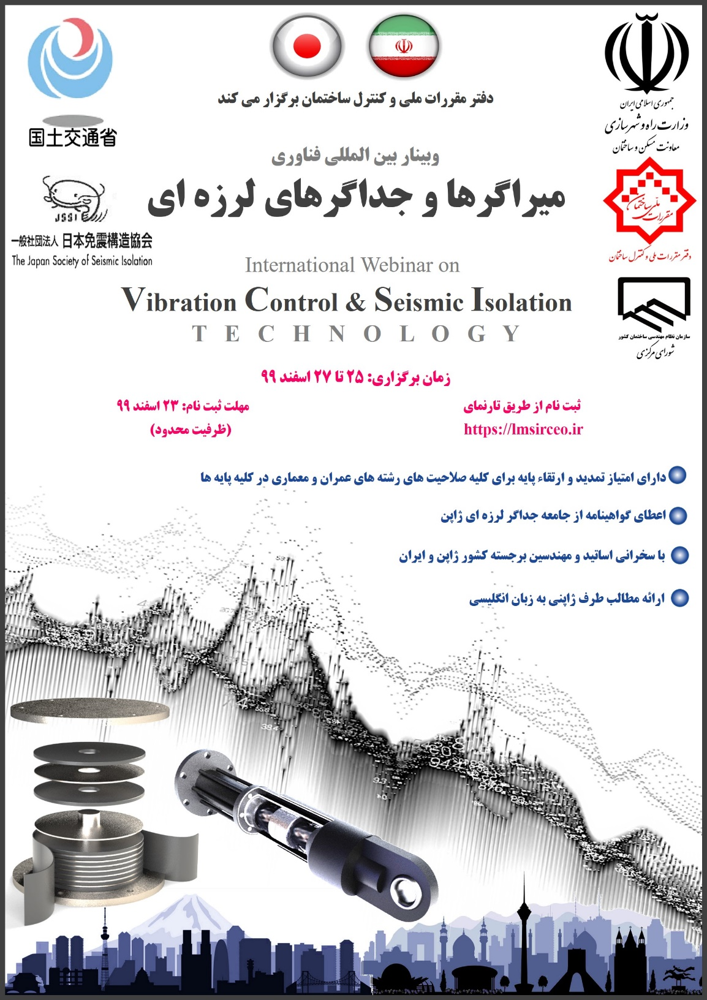 دفتر مقررات ملی و کنترل ساختمان برگزار می کند
جمهوری اسلامی ایران
وزارت راه و شهرسازی
معاونت مسکن و ساختمان
国土交通省
وبینار بین المللی فناوری
میراگرها و جداگرهای لرزه ای
مقررات ملی ساختمان
دفتر مقررات ملی و کنترل ساختمان
JSSI
一般社団法人 日本免震構造協会
The Japan Society of Seismic Isolation
International Webinar on
Vibration Control & Seismic Isolation
TECHNOLOGY
سازمان نظام مهندسی ساختمان کشور
شورای مرکزی
زمان برگزاری: ۲۵ تا ۲۷ اسفند ۹۹
ثبت نام از طریق تارنمای
https://lmsirceo.ir
مهلت ثبت نام: ۲۳ اسفند ۹۹
(ظرفیت محدود)
دارای امتیاز تمدید و ارتقاء پایه برای کلیه صلاحیت های رشته های عمران و معماری در کلیه پایه ها
اعطای گواهینامه از جامعه جداگر لرزه ای ژاپن
با سخرانی اساتید و مهندسین برجسته کشور ژاپن و ایران
ارائه مطالب طرف ژاپنی به زبان انگلیسی